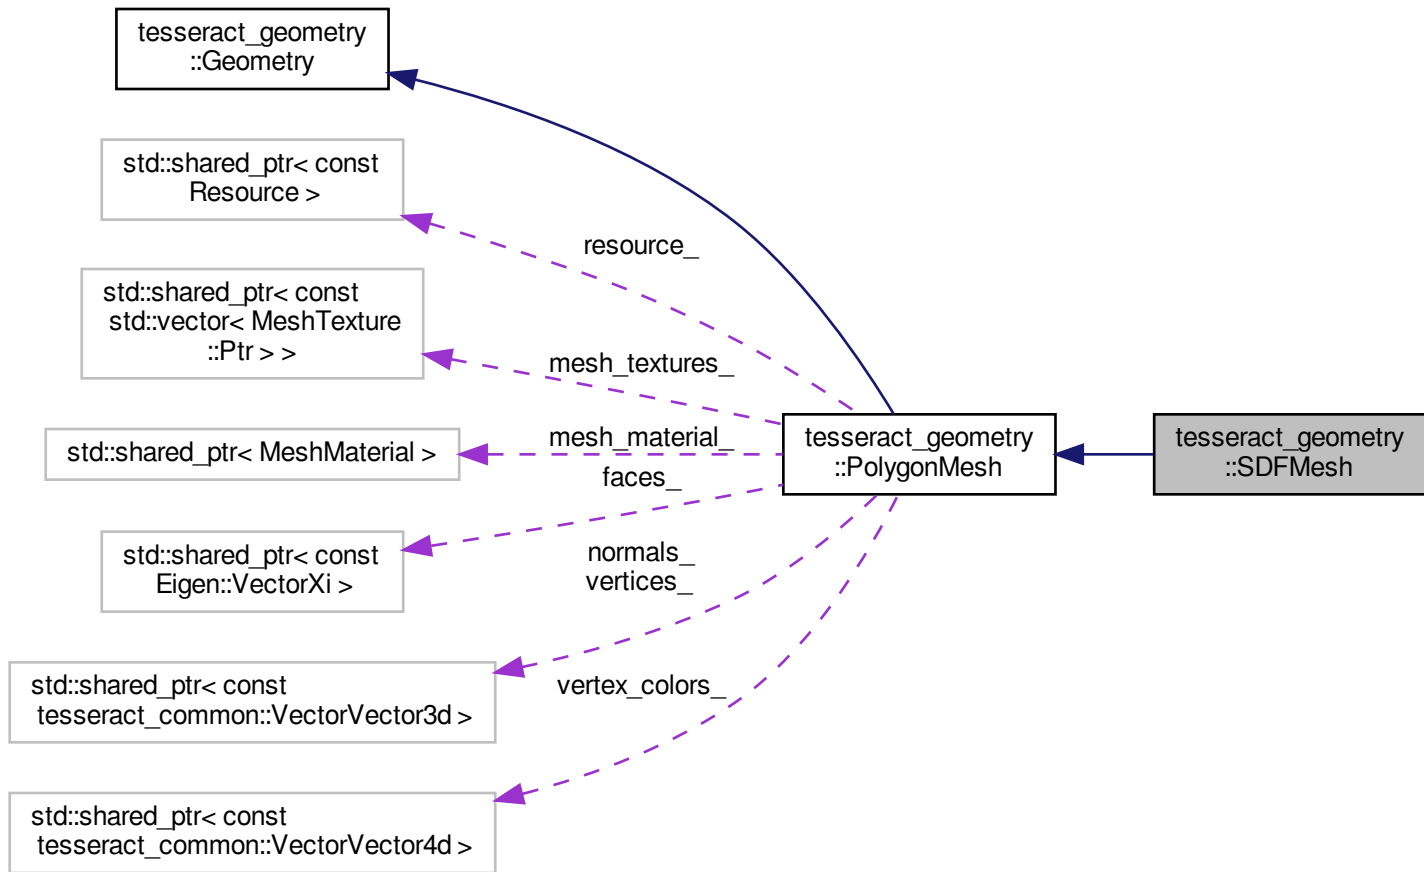 tesseract_geometry
::Geometry
std::shared_ptr< const
Resource >
resource_
std::shared_ptr< const
std::vector< MeshTexture
::Ptr > >
mesh_textures_
std::shared_ptr< MeshMaterial >
mesh_material_
tesseract_geometry
::PolygonMesh
tesseract_geometry
::SDFMesh
faces_
std::shared_ptr< const
Eigen::VectorXi >
normals_
vertices_
std::shared_ptr< const
tesseract_common::VectorVector3d >
vertex_colors_
std::shared_ptr< const
tesseract_common::VectorVector4d >